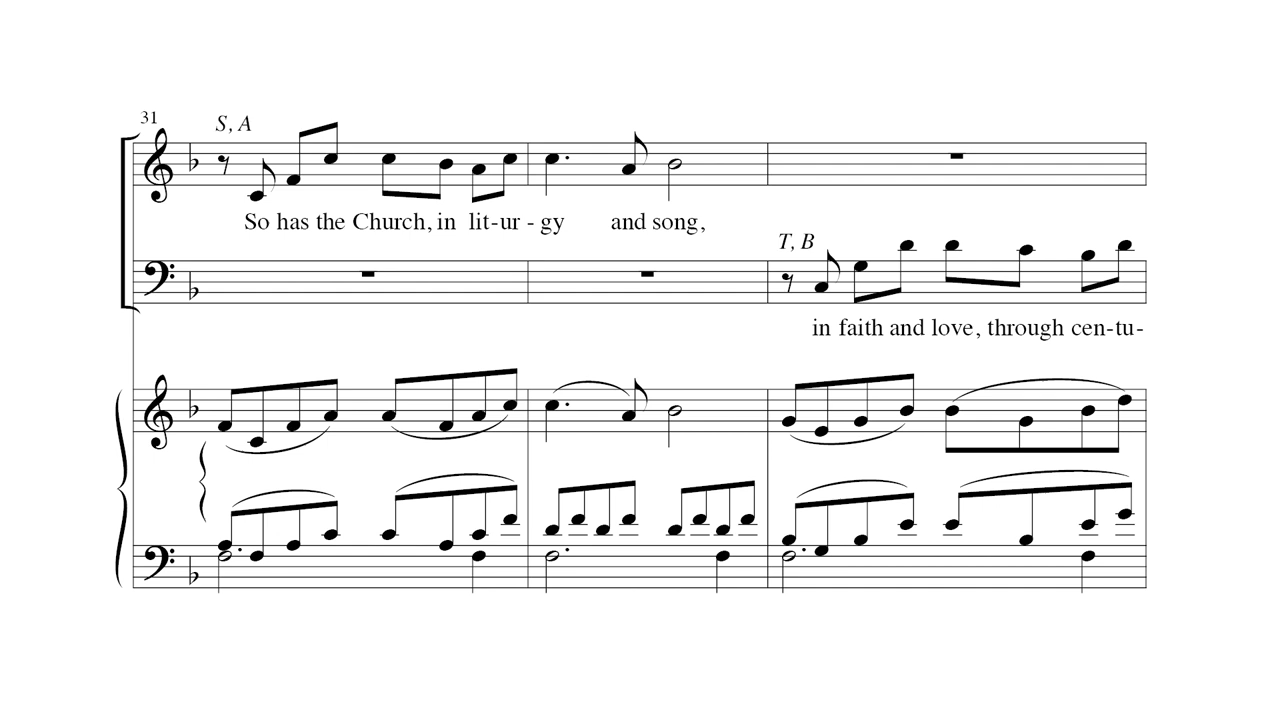 31
S, A
So has the Church, in lit-ur - gy and song,
T, B
in faith and love, through cen-tu-